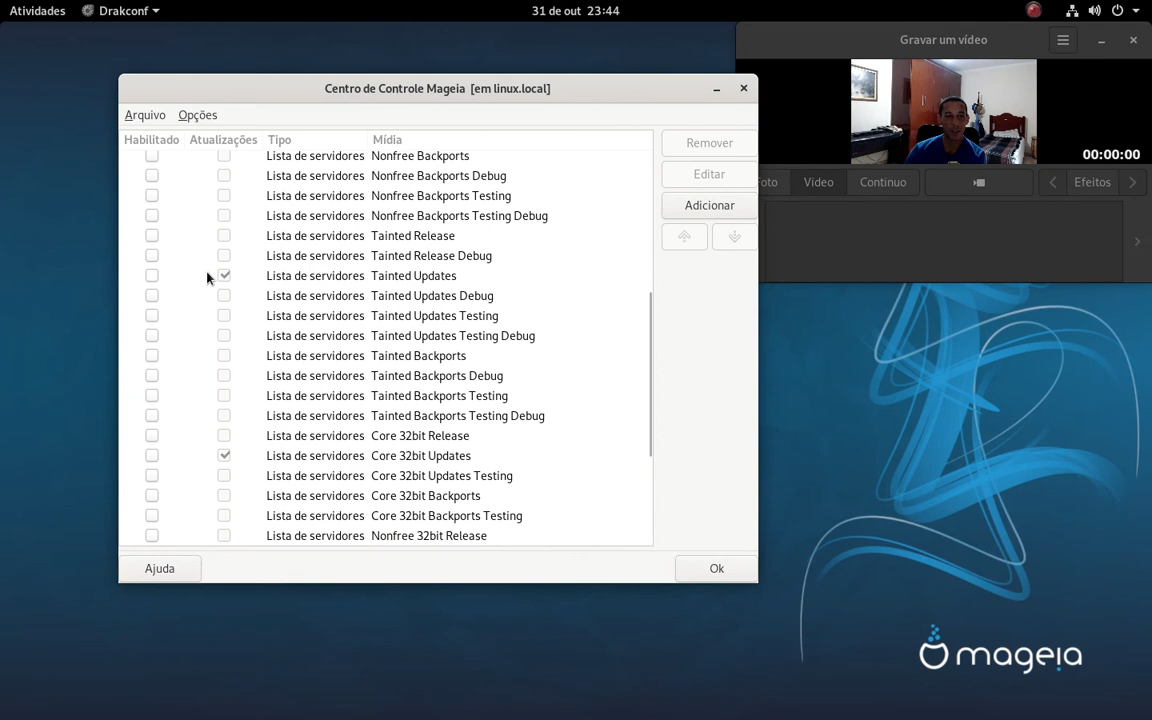 Atividades Drakconf 31 de out 23:44
Gravar um vídeo
Centro de Controle Mageia [em linux.local]
Arquivo Opções
Habilitado Atualizações Tipo Mídia
Remover
00:00:00
Lista de servidores Nonfree Backports
Lista de servidores Nonfree Backports Debug
Editar
Foto Vídeo Contínuo Efeitos
Lista de servidores Nonfree Backports Testing
Adicionar
Lista de servidores Nonfree Backports Testing Debug
Lista de servidores Tainted Release
Lista de servidores Tainted Release Debug
Lista de servidores Tainted Updates
Lista de servidores Tainted Updates Debug
Lista de servidores Tainted Updates Testing
Lista de servidores Tainted Updates Testing Debug
Lista de servidores Tainted Backports
Lista de servidores Tainted Backports Debug
Lista de servidores Tainted Backports Testing
Lista de servidores Tainted Backports Testing Debug
Lista de servidores Core 32bit Release
Lista de servidores Core 32bit Updates
Lista de servidores Core 32bit Updates Testing
Lista de servidores Core 32bit Backports
Lista de servidores Core 32bit Backports Testing
Lista de servidores Nonfree 32bit Release
Ajuda Ok
mageia